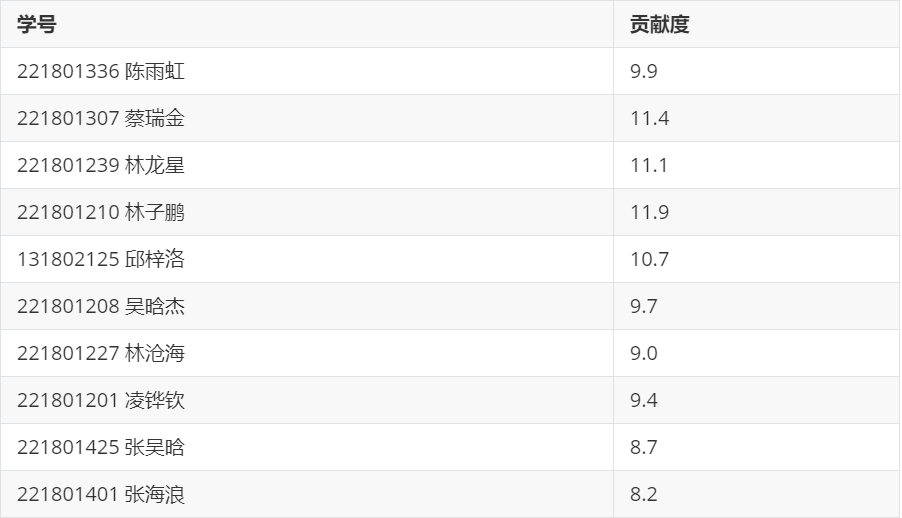 学号 贡献度
221801336 陈雨虹 9.9
221801307 蔡瑞金 11.4
221801239 林龙星 11.1
221801210 林子鹏 11.9
131802125 邱梓洛 10.7
221801208 吴晗杰 9.7
221801227 林沧海 9.0
221801201 凌铧钦 9.4
221801425 张昊晗 8.7
221801401 张海浪 8.2